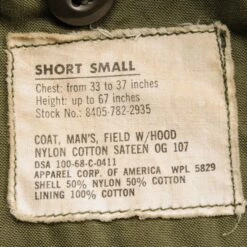 SHORT SMALL
Chest: from 33 to 37 inches
Height: up to 67 inches
Stock No.: 8405-782-2935
COAT, MAN'S, FIELD W/HOOD
NYLON COTTON SATEEN OG 107
DSA 100-68-C-0411
APPAREL CORP. OF AMERICA WPL 5829
SHELL 50% NYLON 50% COTTON
LINING 100% COTTON